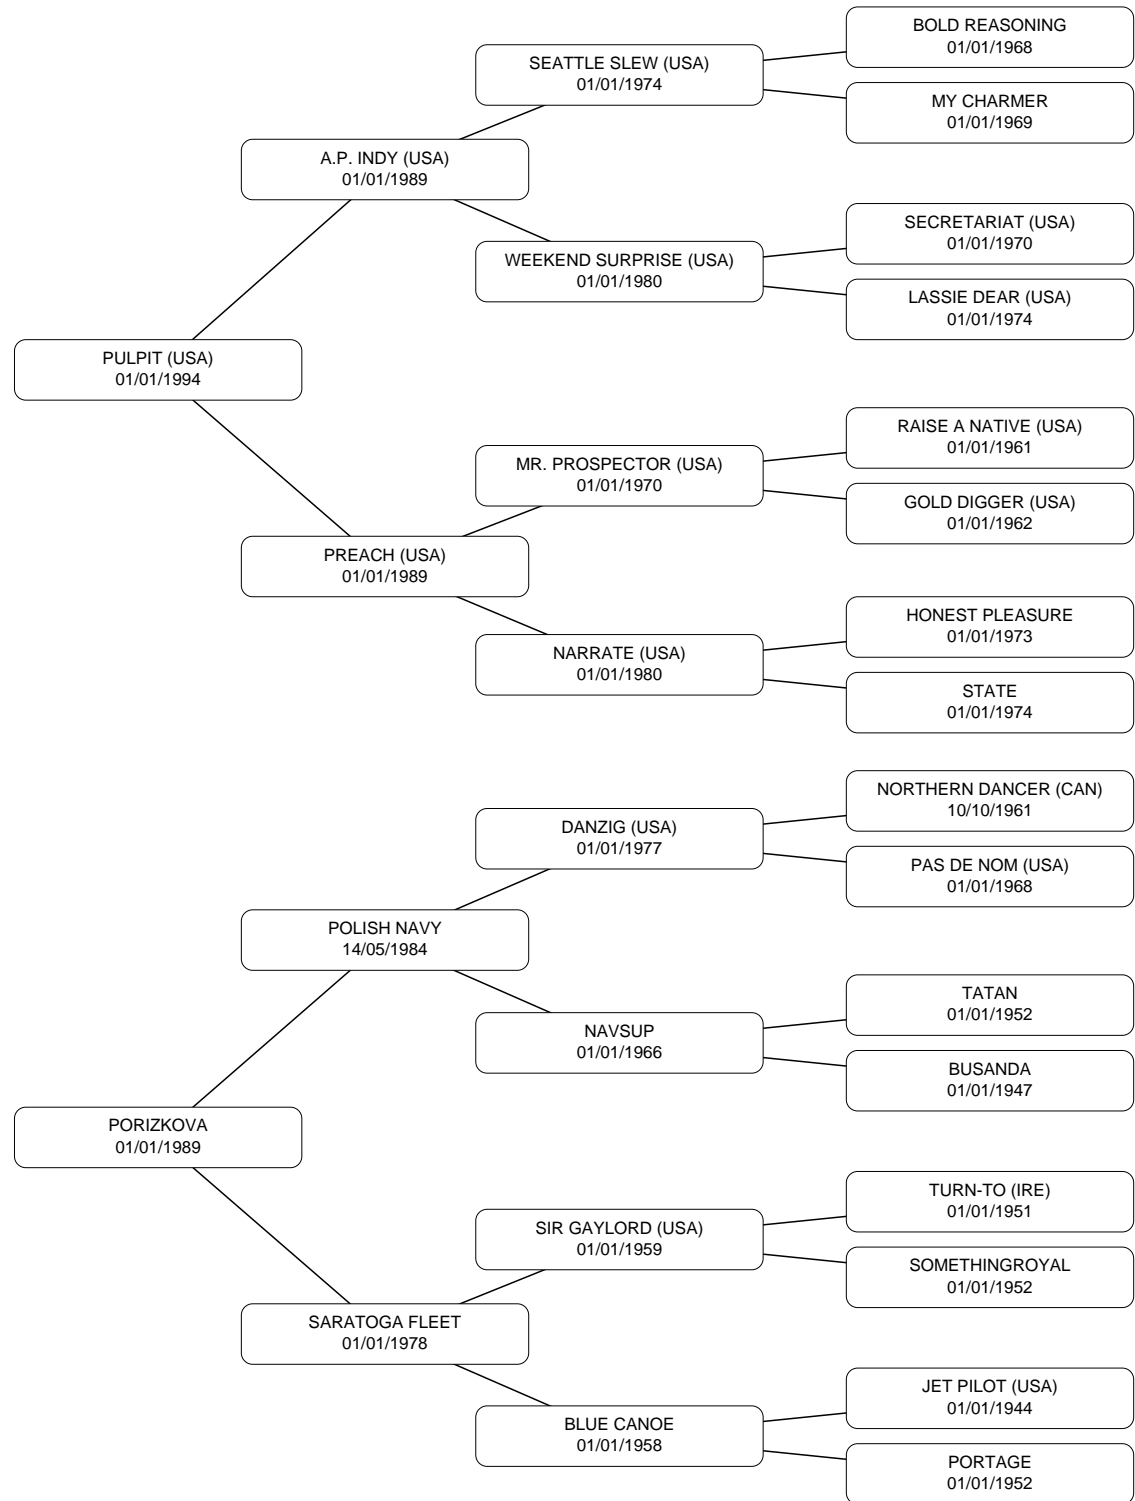 BOLD REASONING
01/01/1968
SEATTLE SLEW (USA)
01/01/1974
MY CHARMER
01/01/1969
A.P. INDY (USA)
01/01/1989
SECRETARIAT (USA)
01/01/1970
WEEKEND SURPRISE (USA)
01/01/1980
LASSIE DEAR (USA)
01/01/1974
PULPIT (USA)
01/01/1994
RAISE A NATIVE (USA)
01/01/1961
MR. PROSPECTOR (USA)
01/01/1970
GOLD DIGGER (USA)
01/01/1962
PREACH (USA)
01/01/1989
HONEST PLEASURE
01/01/1973
NARRATE (USA)
01/01/1980
STATE
01/01/1974
NORTHERN DANCER (CAN)
10/10/1961
DANZIG (USA)
01/01/1977
PAS DE NOM (USA)
01/01/1968
POLISH NAVY
14/05/1984
TATAN
01/01/1952
NAVSUP
01/01/1966
BUSANDA
01/01/1947
PORIZKOVA
01/01/1989
TURN-TO (IRE)
01/01/1951
SIR GAYLORD (USA)
01/01/1959
SOMETHINGROYAL
01/01/1952
SARATOGA FLEET
01/01/1978
JET PILOT (USA)
01/01/1944
BLUE CANOE
01/01/1958
PORTAGE
01/01/1952